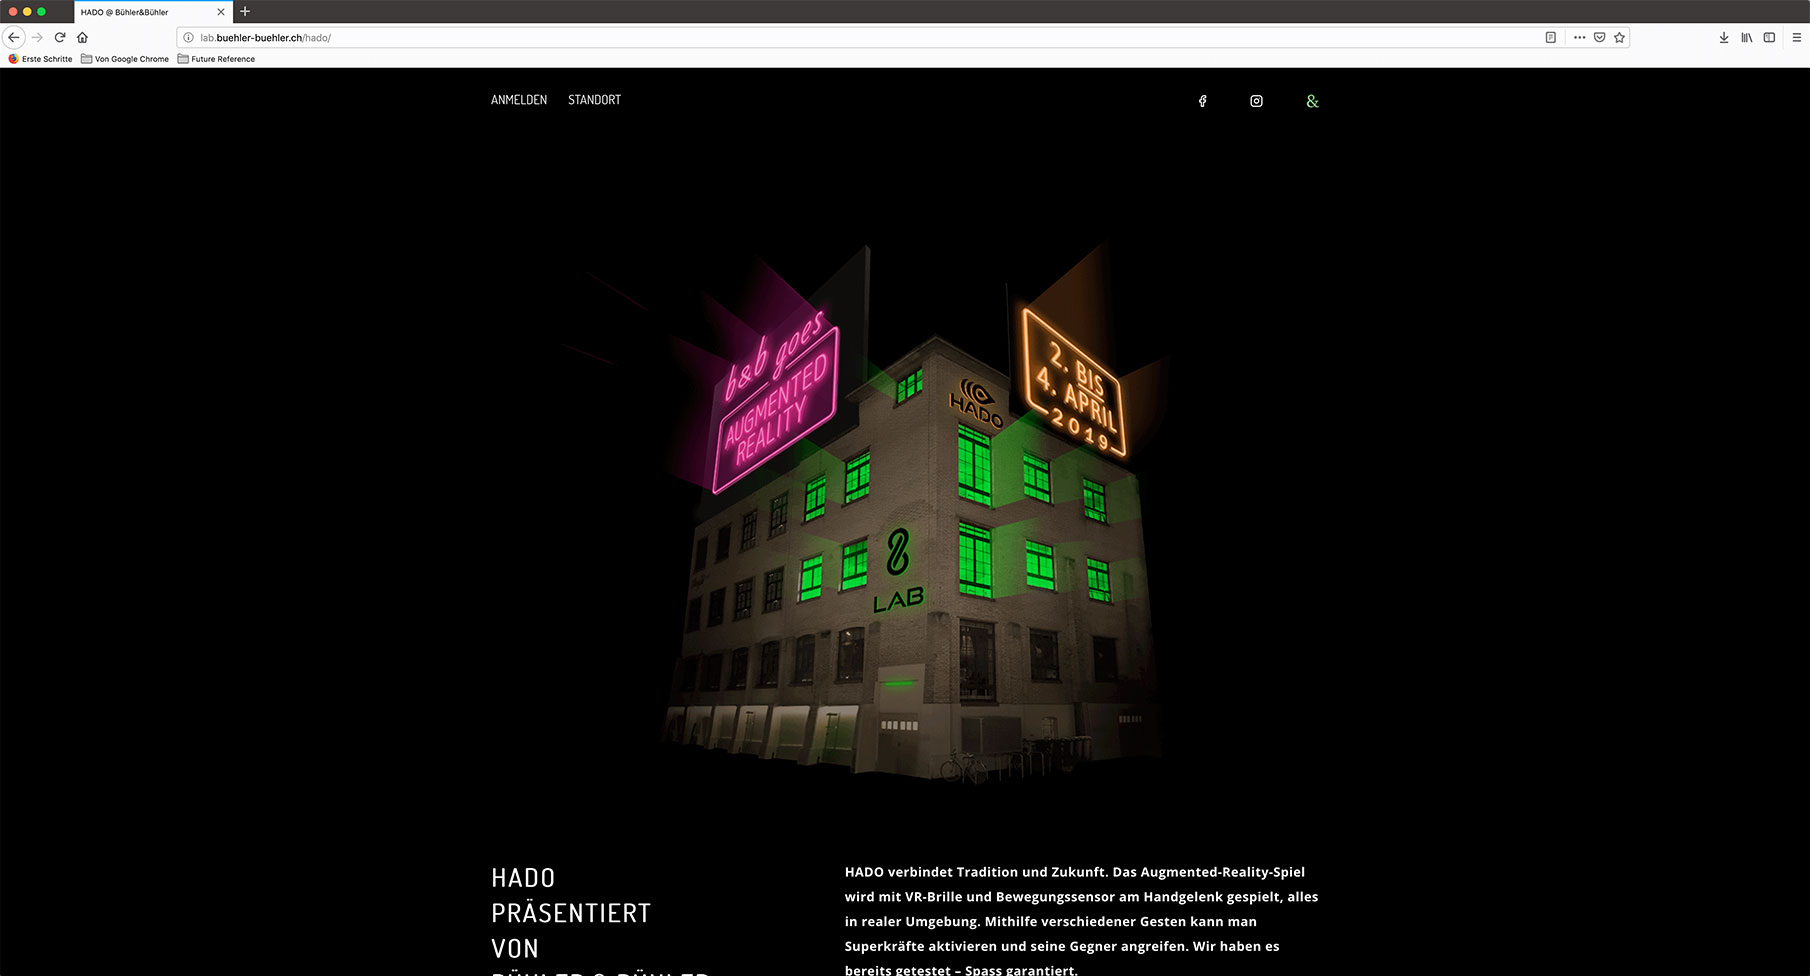 HADO @ Bühler&Bühler
lab.buehler-buehler.ch/hado/
Erste Schritte
Von Google Chrome
Future Reference
ANMELDEN
STANDORT
&
b&b goes
AUGMENTED
REALITY
HADO
2. BIS
4. APRIL
2019
LAB
HADO
PRÄSENTIERT
VON
BÜHLER & BÜHLER
HADO verbindet Tradition und Zukunft. Das Augmented-Reality-Spiel
wird mit VR-Brille und Bewegungssensor am Handgelenk gespielt, alles
in realer Umgebung. Mithilfe verschiedener Gesten kann man
Superkräfte aktivieren und seine Gegner angreifen. Wir haben es
bereits getestet – Spass garantiert.